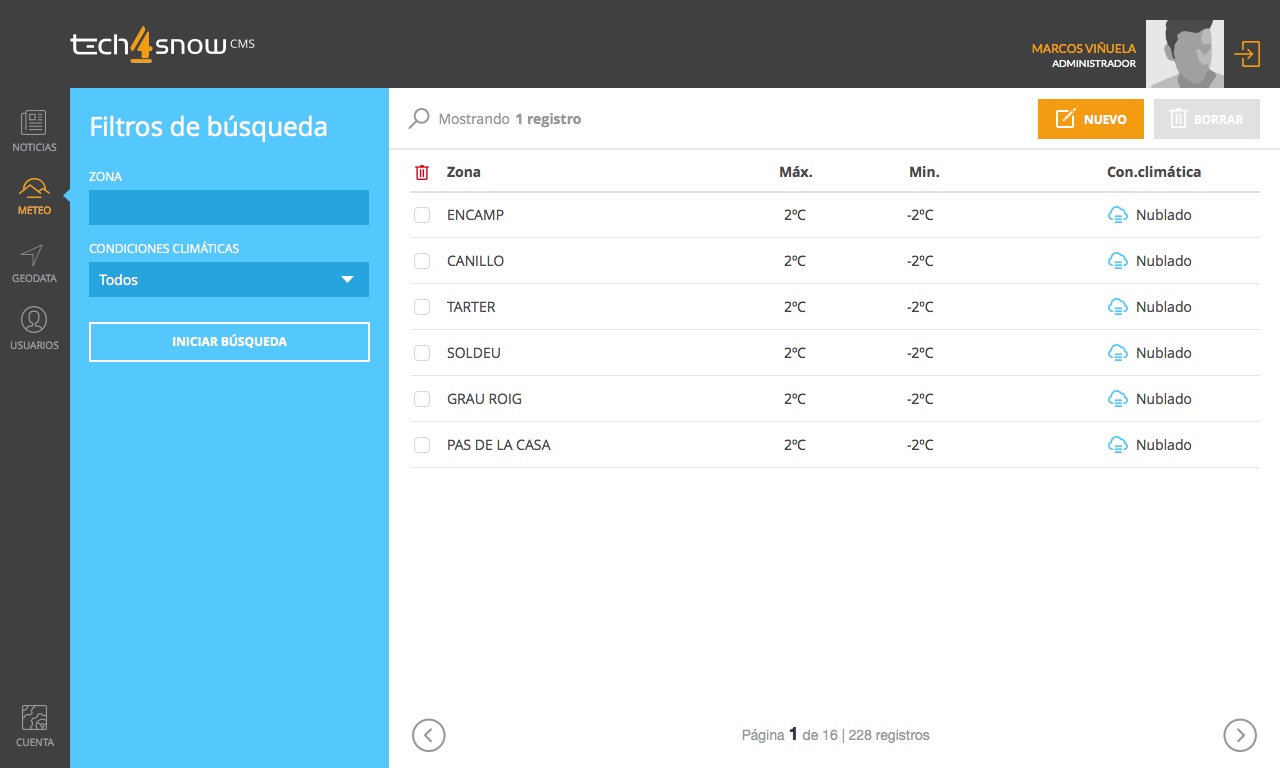 tech4snow CMS
MARCOS VIÑUELA
ADMINISTRADOR
NOTICIAS
METEO
GEODATA
USUARIOS
CUENTA
Filtros de búsqueda
ZONA
CONDICIONES CLIMÁTICAS
Todos
INICIAR BÚSQUEDA
Mostrando 1 registro
NUEVO
BORRAR
Zona Máx. Min. Con.climática
ENCAMP 2ºC -2ºC Nublado
CANILLO 2ºC -2ºC Nublado
TARTER 2ºC -2ºC Nublado
SOLDEU 2ºC -2ºC Nublado
GRAU ROIG 2ºC -2ºC Nublado
PAS DE LA CASA 2ºC -2ºC Nublado
Página 1 de 16 | 228 registros